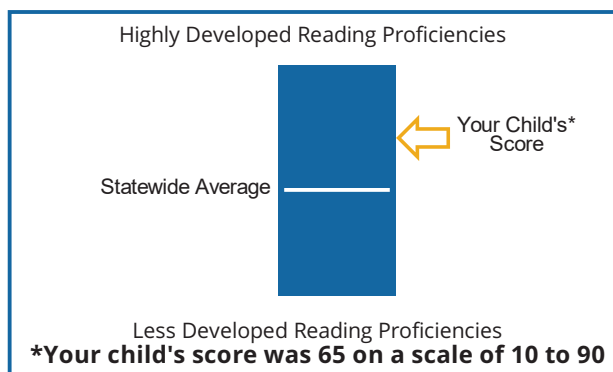 Highly Developed Reading Proficiencies
Your Child's*
Score
Statewide Average
Less Developed Reading Proficiencies
*Your child's score was 65 on a scale of 10 to 90